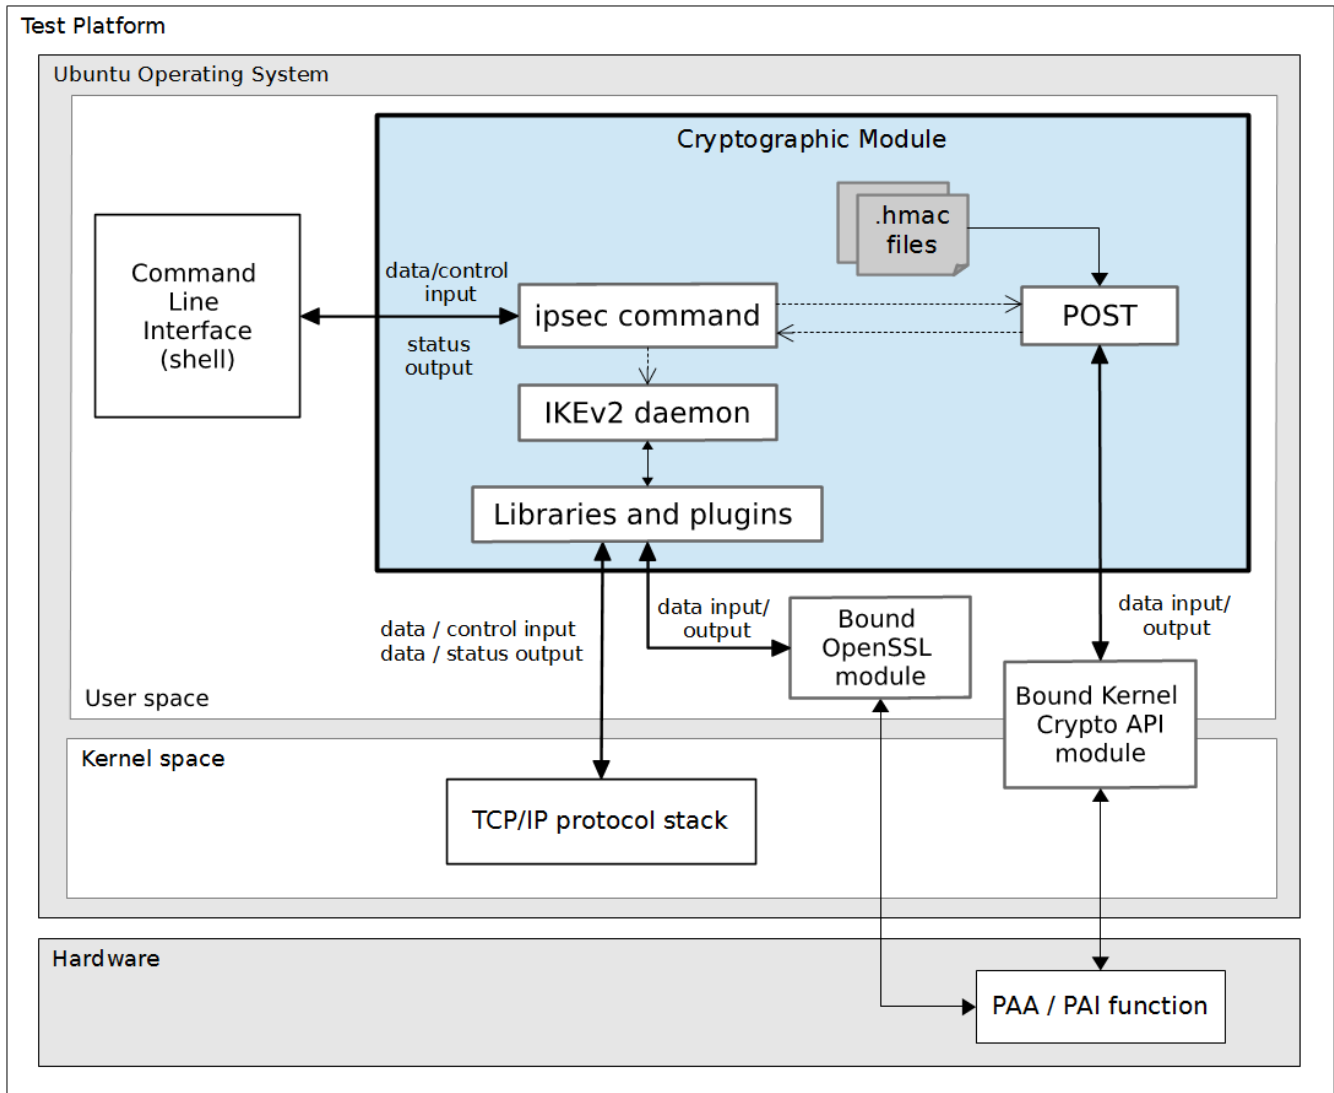 Test Platform
Ubuntu Operating System
Cryptographic Module
.hmac
files
Command
Line
Interface
(shell)
data/control
input
status
output
ipsec command
POST
IKEv2 daemon
Libraries and plugins
data / control input
data / status output
data input/
output
Bound
OpenSSL
module
data input/
output
Bound Kernel
Crypto API
module
User space
Kernel space
TCP/IP protocol stack
Hardware
PAA / PAI function